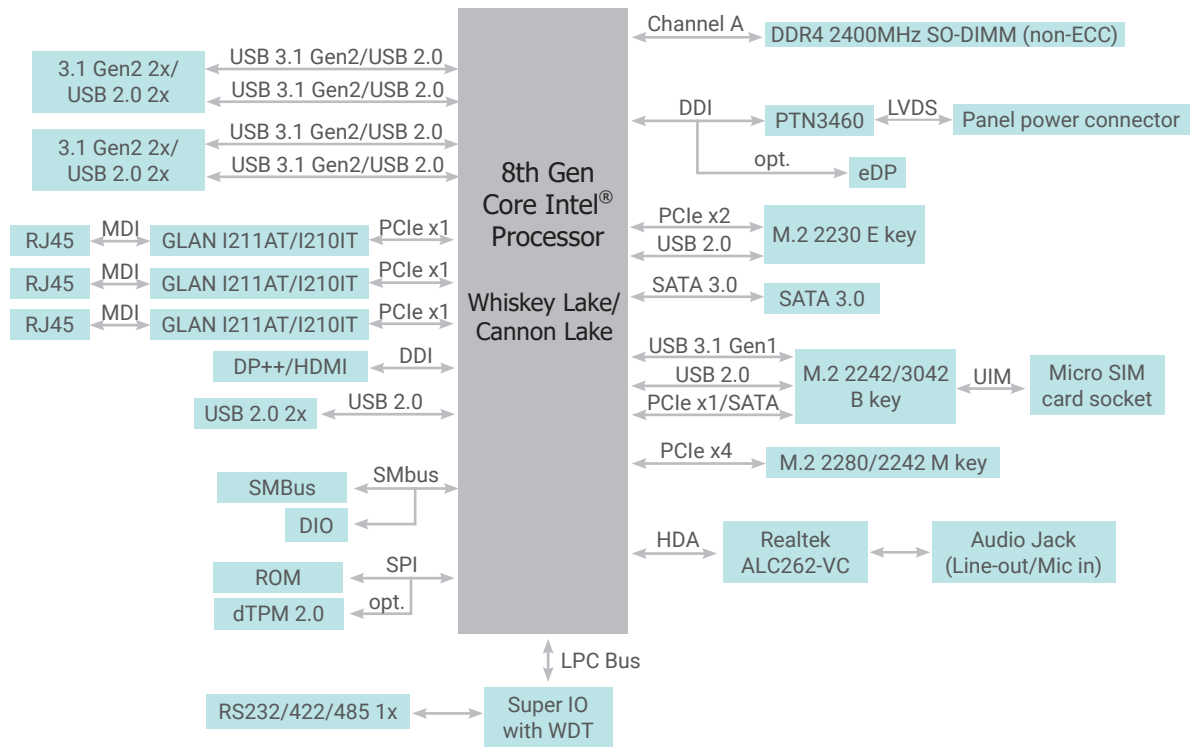 3.1 Gen2 2x/
USB 2.0 2x
USB 3.1 Gen2/USB 2.0
USB 3.1 Gen2/USB 2.0
3.1 Gen2 2x/
USB 2.0 2x
USB 3.1 Gen2/USB 2.0
USB 3.1 Gen2/USB 2.0
RJ45
MDI
GLAN I211AT/I210IT
PCIe x1
RJ45
MDI
GLAN I211AT/I210IT
PCIe x1
RJ45
MDI
GLAN I211AT/I210IT
PCIe x1
DP++/HDMI
DDI
USB 2.0 2x
USB 2.0
SMBus
SMbus
DIO
ROM
SPI
dTPM 2.0
opt.
8th Gen
Core Intel®
Processor
Whiskey Lake/
Cannon Lake
Channel A
DDR4 2400MHz SO-DIMM (non-ECC)
DDI
PTN3460
LVDS
Panel power connector
opt.
eDP
PCIe x2
USB 2.0
M.2 2230 E key
SATA 3.0
SATA 3.0
USB 3.1 Gen1
USB 2.0
PCIe x1/SATA
M.2 2242/3042
B key
UIM
Micro SIM
card socket
PCIe x4
M.2 2280/2242 M key
HDA
Realtek
ALC262-VC
Audio Jack
(Line-out/Mic in)
LPC Bus
RS232/422/485 1x
Super IO
with WDT